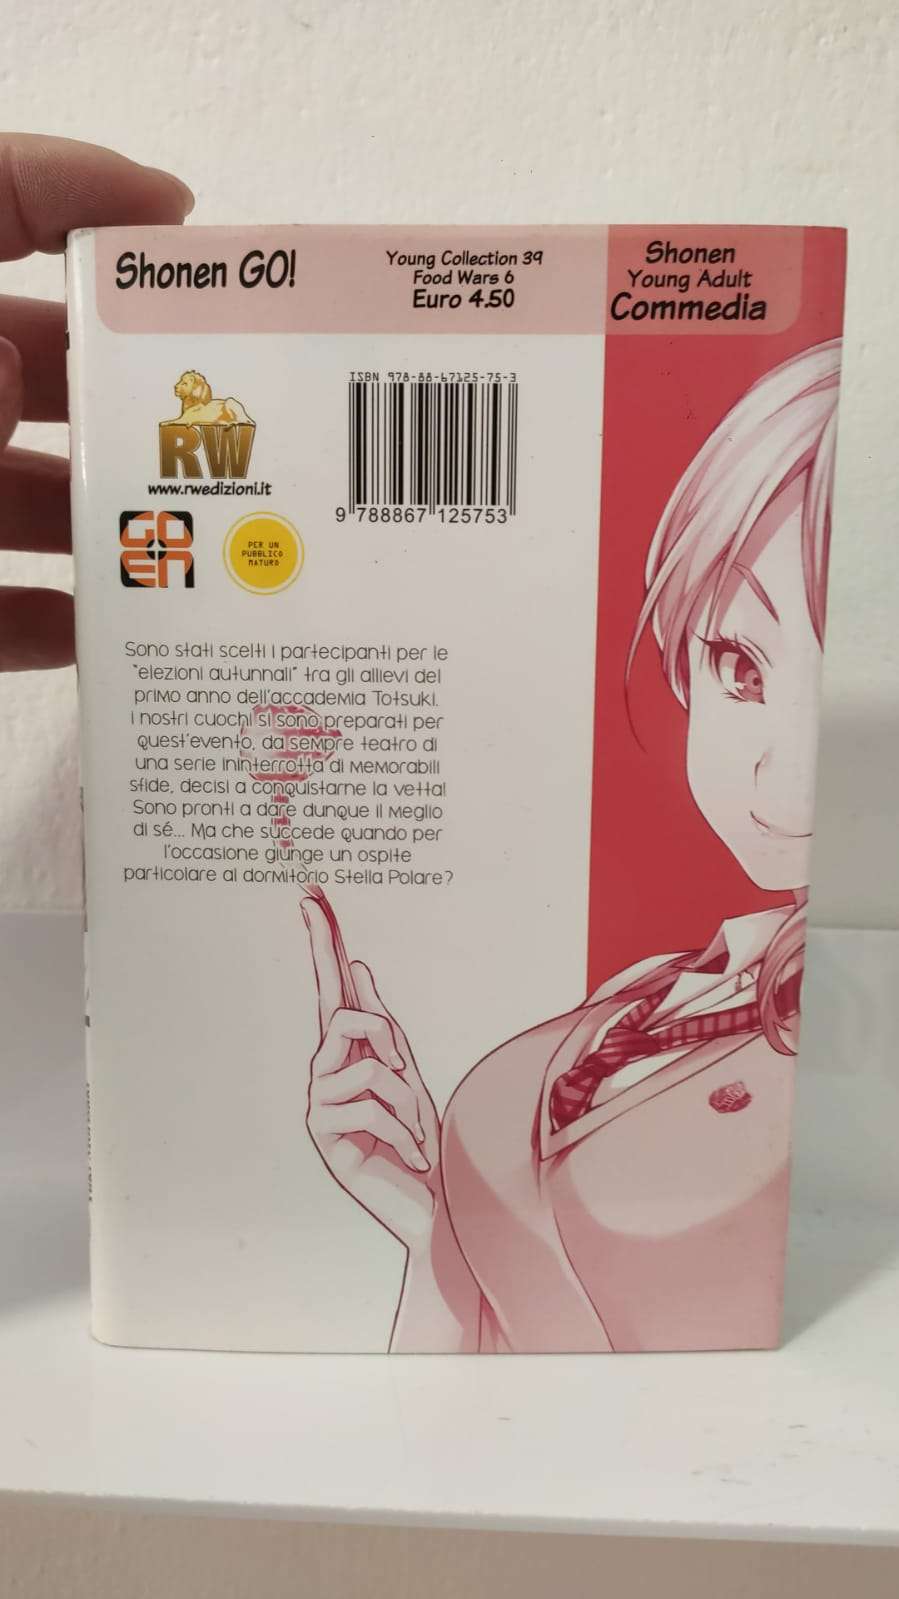 Shonen GO!
Young Collection 39
Food Wars 6
Euro 4.50
Shonen
Young Adult
Commedia
ISBN 978-88-67125-75-3
9 788867 125753
RW
www.rwedizioni.it
GO
EN
PER UN
PUBBLICO
MATURO
Sono stati scelti i partecipanti per le
"elezioni autunnali" tra gli allievi del
primo anno dell'accademia Totsuki.
I nostri cuochi si sono preparati per
quest'evento, da sempre teatro di
una serie ininterrotta di memorabili
sfide, decisi a conquistarne la vetta!
Sono pronti a dare dunque il meglio
di sé... Ma che succede quando per
l'occasione giunge un ospite
particolare al dormitorio Stella Polare?